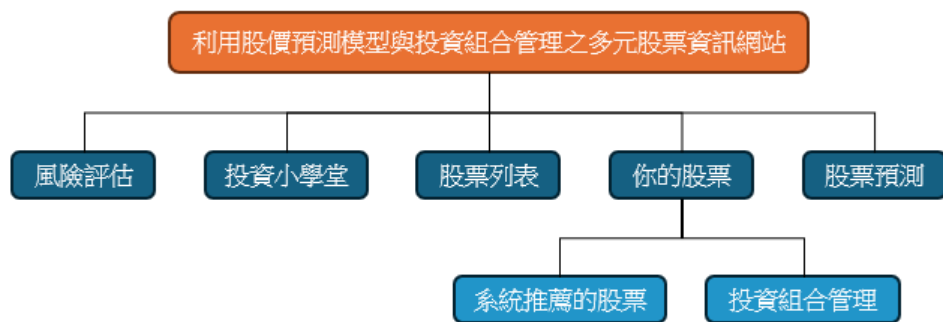 利用股價預測模型與投資組合管理之多元股票資訊網站
風險評估
投資小學堂
股票列表
你的股票
股票預測
系統推薦的股票
投資組合管理